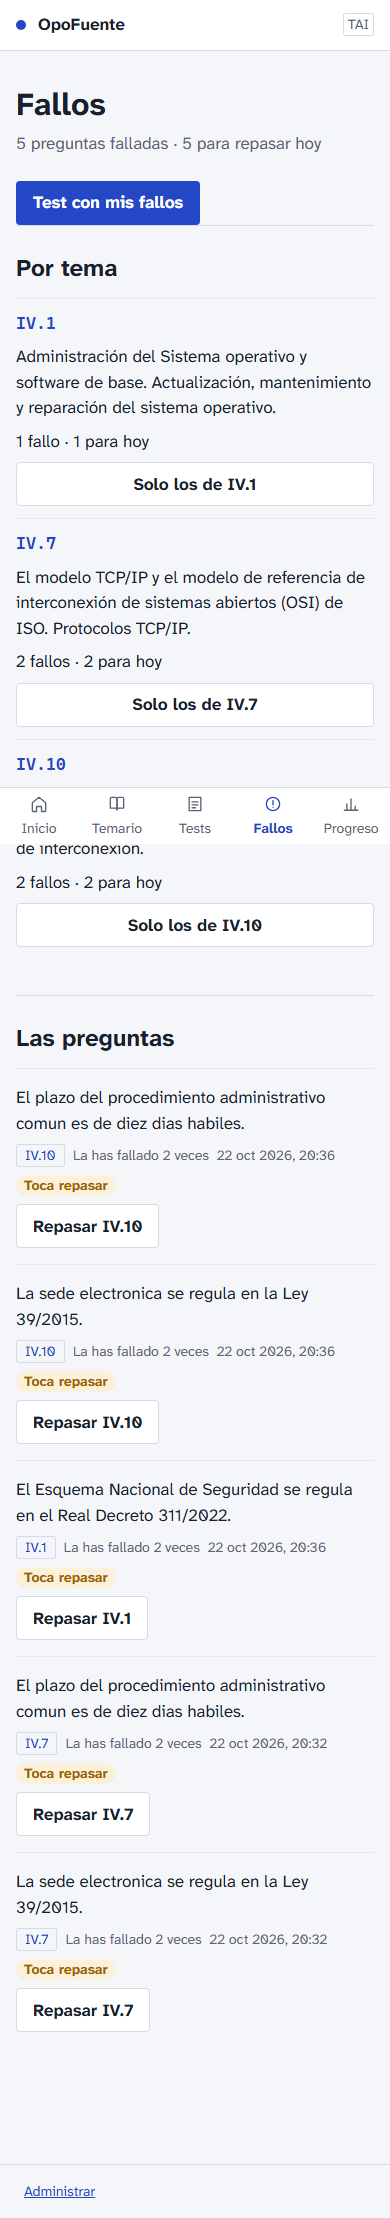 OpoFuente
TAI
Fallos
5 preguntas falladas · 5 para repasar hoy
Test con mis fallos
Por tema
IV.1
Administración del Sistema operativo y
software de base. Actualización, mantenimiento
y reparación del sistema operativo.
1 fallo · 1 para hoy
Solo los de IV.1
IV.7
El modelo TCP/IP y el modelo de referencia de
interconexión de sistemas abiertos (OSI) de
ISO. Protocolos TCP/IP.
2 fallos · 2 para hoy
Solo los de IV.7
IV.10
Inicio
Temario
Tests
Fallos
Progreso
de interconexión.
2 fallos · 2 para hoy
Solo los de IV.10
Las preguntas
El plazo del procedimiento administrativo
comun es de diez dias habiles.
IV.10 La has fallado 2 veces 22 oct 2026, 20:36
Toca repasar
Repasar IV.10
La sede electronica se regula en la Ley
39/2015.
IV.10 La has fallado 2 veces 22 oct 2026, 20:36
Toca repasar
Repasar IV.10
El Esquema Nacional de Seguridad se regula
en el Real Decreto 311/2022.
IV.1 La has fallado 2 veces 22 oct 2026, 20:36
Toca repasar
Repasar IV.1
El plazo del procedimiento administrativo
comun es de diez dias habiles.
IV.7 La has fallado 2 veces 22 oct 2026, 20:32
Toca repasar
Repasar IV.7
La sede electronica se regula en la Ley
39/2015.
IV.7 La has fallado 2 veces 22 oct 2026, 20:32
Toca repasar
Repasar IV.7
Administrar